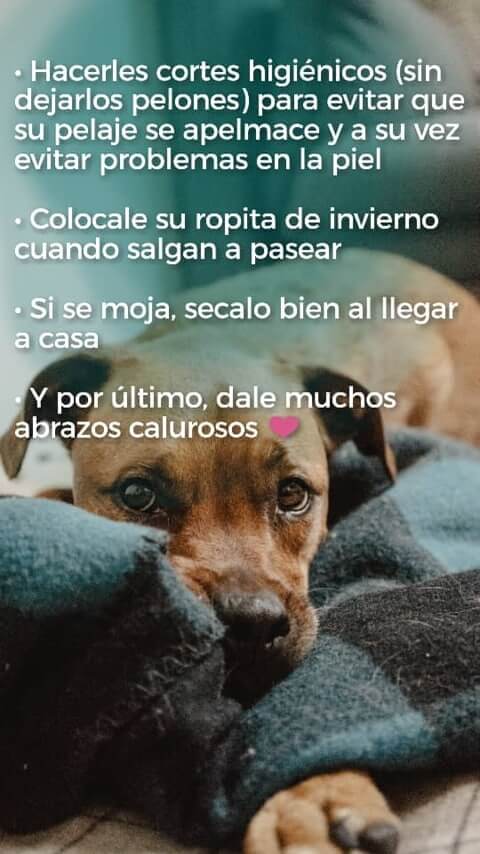 • Hacerles cortes higiénicos (sin
dejarlos pelones) para evitar que
su pelaje se apelmace y a su vez
evitar problemas en la piel
• Colocale su ropita de invierno
cuando salgan a pasear
• Si se moja, secalo bien al llegar
a casa
• Y por último, dale muchos
abrazos calurosos 💗